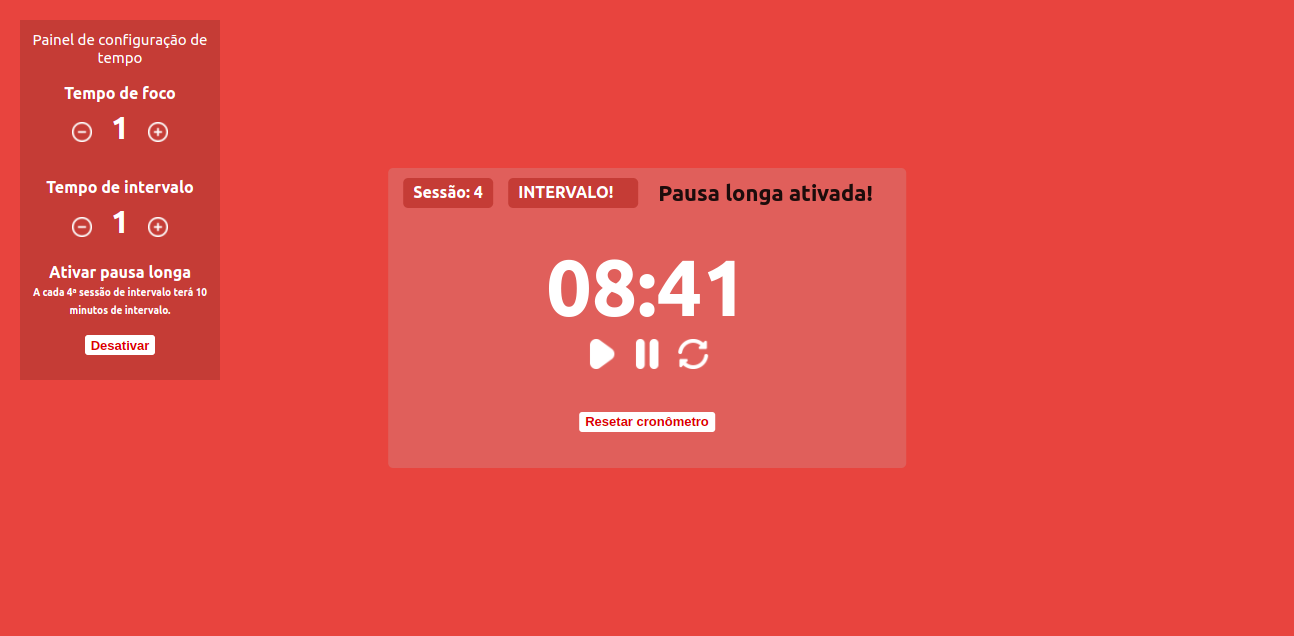 Painel de configuração de
tempo
Tempo de foco
1
Tempo de intervalo
1
Ativar pausa longa
A cada 4ª sessão de intervalo terá 10
minutos de intervalo.
Desativar
Sessão: 4 INTERVALO! Pausa longa ativada!
08:41
Resetar cronômetro